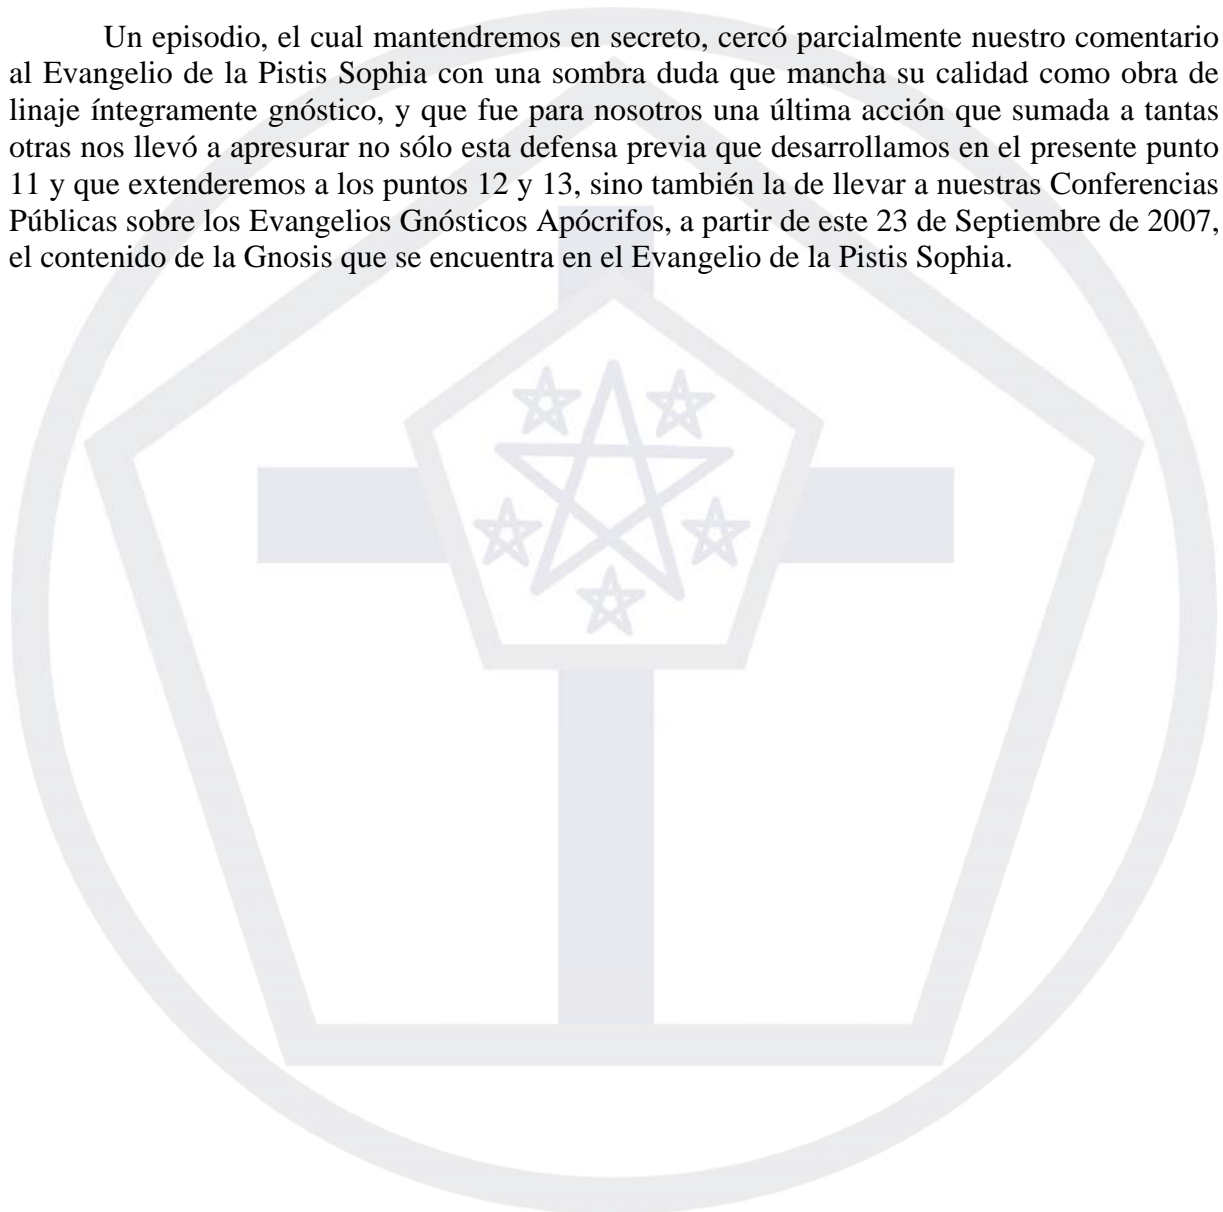 Un episodio, el cual mantendremos en secreto, cercó parcialmente nuestro comentario
al Evangelio de la Pistis Sophia con una sombra duda que mancha su calidad como obra de
linaje íntegramente gnóstico, y que fue para nosotros una última acción que sumada a tantas
otras nos llevó a apresurar no sólo esta defensa previa que desarrollamos en el presente punto
11 y que extenderemos a los puntos 12 y 13, sino también la de llevar a nuestras Conferencias
Públicas sobre los Evangelios Gnósticos Apócrifos, a partir de este 23 de Septiembre de 2007,
el contenido de la Gnosis que se encuentra en el Evangelio de la Pistis Sophia.